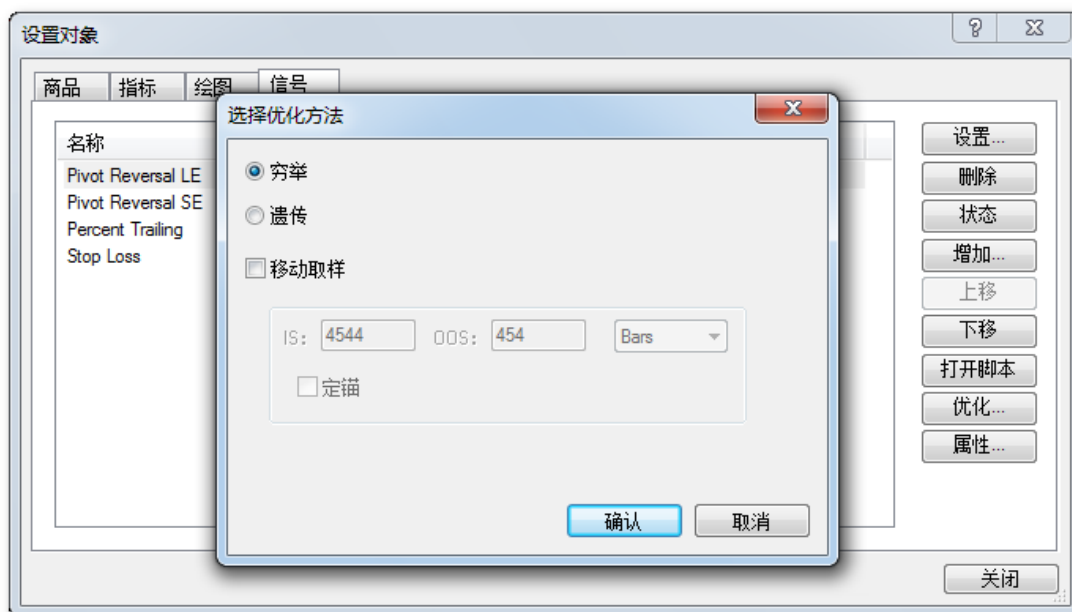 设置对象
商品 指标 绘图 信号
选择优化方法
名称
Pivot Reversal LE
Pivot Reversal SE
Percent Trailing
Stop Loss
穷举
遗传
移动取样
IS: 4544 OOS: 454 Bars
定锚
确认 取消
设置...
删除
状态
增加...
上移
下移
打开脚本
优化...
属性...
关闭